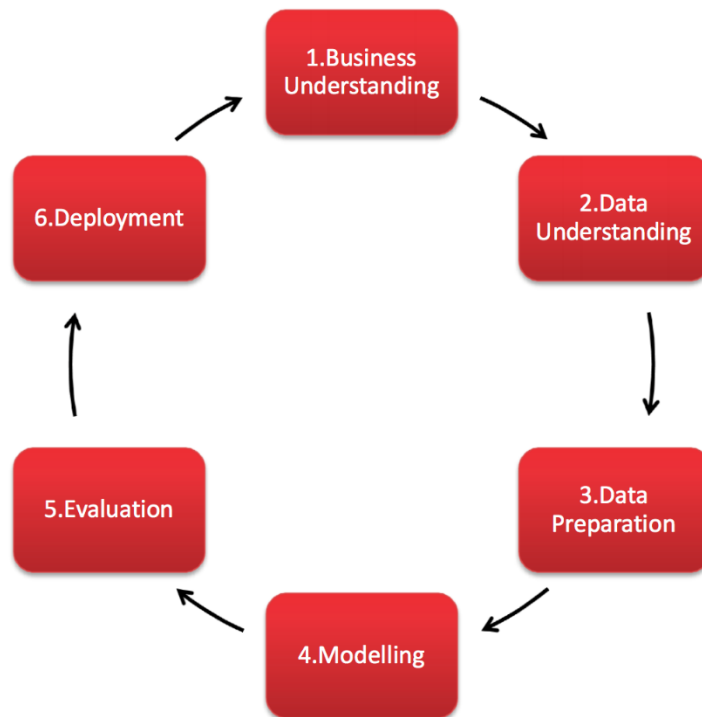 1.Business
Understanding
2.Data
Understanding
3.Data
Preparation
4.Modelling
5.Evaluation
6.Deployment